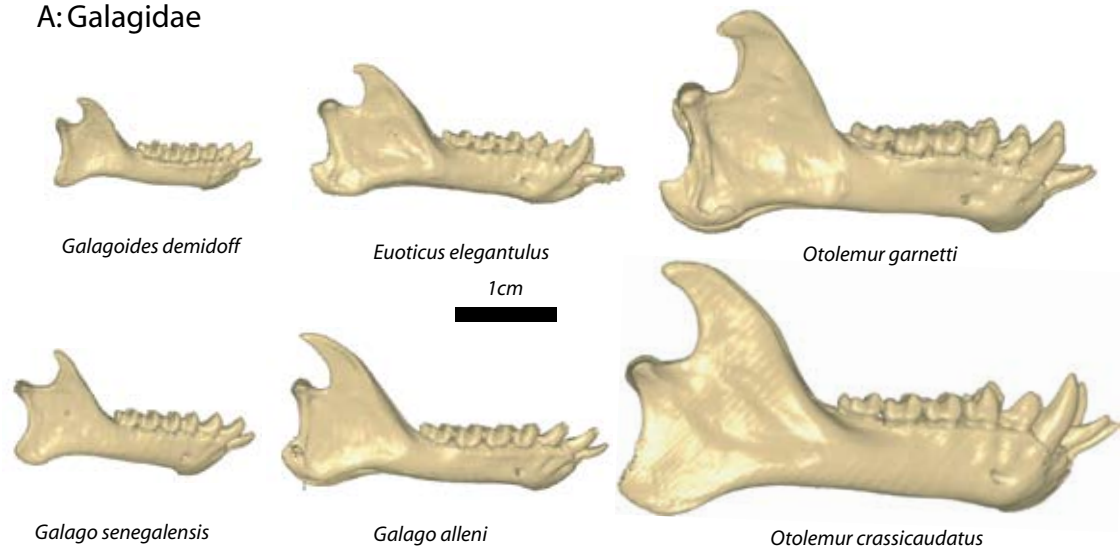 A: Galagidae
Galagoides demidoff
Euoticus elegantulus
Otolemur garnetti
1cm
Galago senegalensis
Galago alleni
Otolemur crassicaudatus